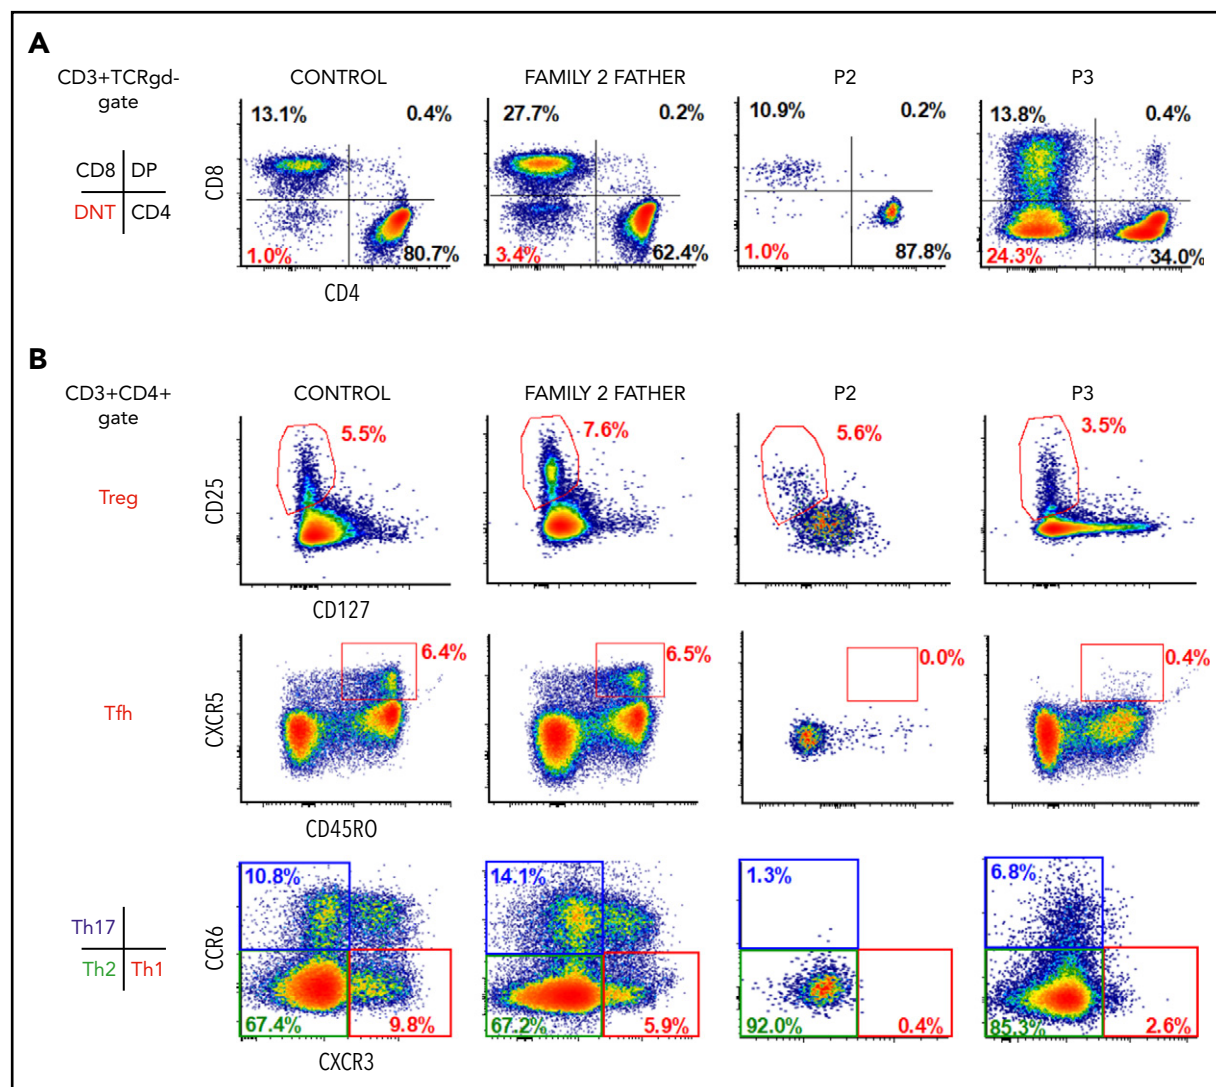 A
CD3+TCRgd-
gate
CONTROL
FAMILY 2 FATHER
P2
P3
CD8 DP
DNT CD4
CD8
13.1% 0.4%
1.0% 80.7%
27.7% 0.2%
3.4% 62.4%
10.9% 0.2%
1.0% 87.8%
13.8% 0.4%
24.3% 34.0%
CD4
B
CD3+CD4+
gate
CONTROL
FAMILY 2 FATHER
P2
P3
Treg
CD25
5.5%
7.6%
5.6%
3.5%
CD127
Tfh
CXCR5
6.4%
6.5%
0.0%
0.4%
CD45RO
Th17
Th2 Th1
CCR6
10.8%
67.4% 9.8%
14.1%
67.2% 5.9%
1.3%
92.0% 0.4%
6.8%
85.3% 2.6%
CXCR3